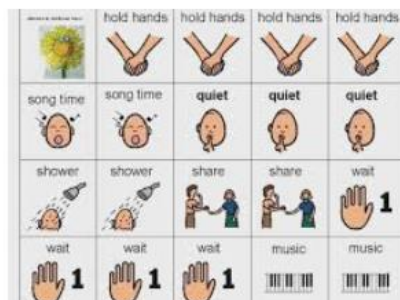 hold hands hold hands hold hands hold hands
song time song time quiet quiet quiet
shower shower share share wait
1
wait wait wait music music
1 1 1